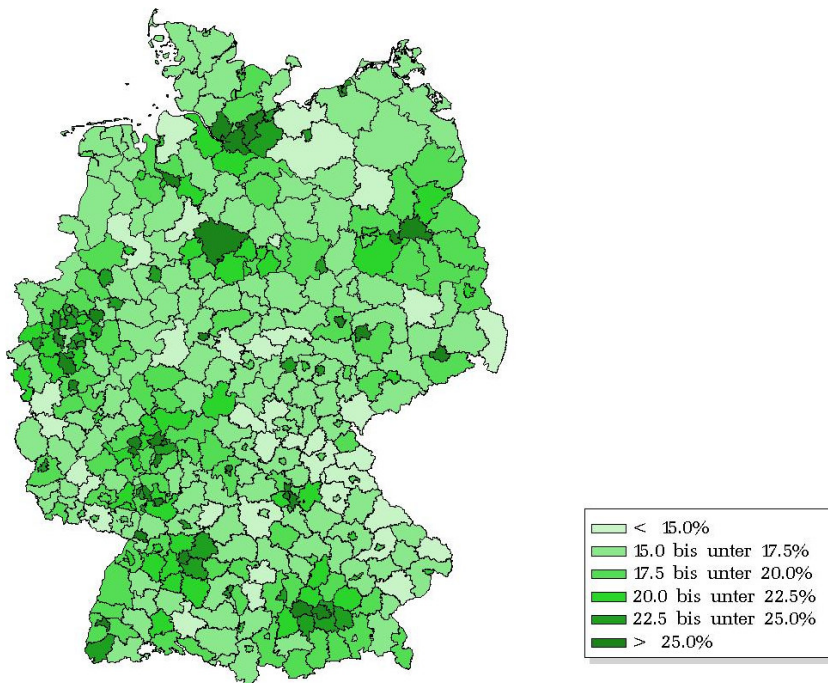 < 15.0%
15.0 bis unter 17.5%
17.5 bis unter 20.0%
20.0 bis unter 22.5%
22.5 bis unter 25.0%
> 25.0%